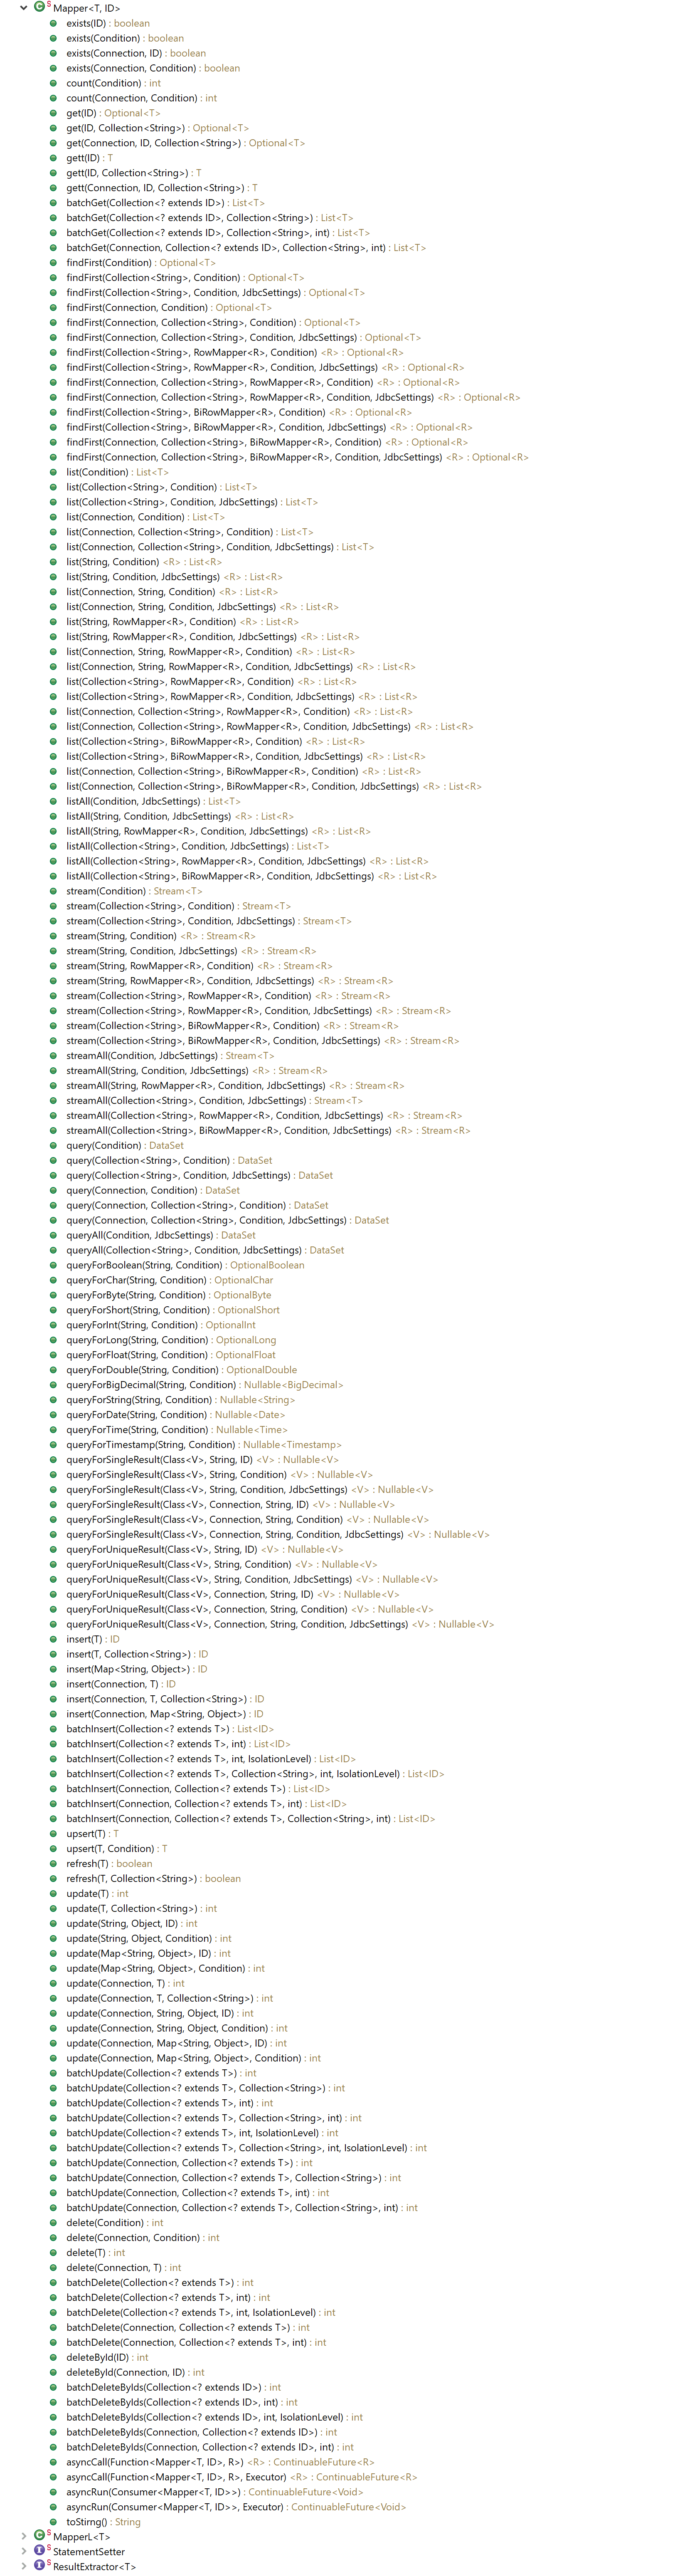 Mapper<T, ID>
exists(ID) : boolean
exists(Condition) : boolean
exists(Connection, ID) : boolean
exists(Connection, Condition) : boolean
count(Condition) : int
count(Connection, Condition) : int
get(ID) : Optional<T>
get(ID, Collection<String>) : Optional<T>
get(Connection, ID, Collection<String>) : Optional<T>
gett(ID) : T
gett(ID, Collection<String>) : T
gett(Connection, ID, Collection<String>) : T
batchGet(Collection<? extends ID>) : List<T>
batchGet(Collection<? extends ID>, Collection<String>) : List<T>
batchGet(Collection<? extends ID>, Collection<String>, int) : List<T>
batchGet(Connection, Collection<? extends ID>, Collection<String>, int) : List<T>
findFirst(Condition) : Optional<T>
findFirst(Collection<String>, Condition) : Optional<T>
findFirst(Collection<String>, Condition, JdbcSettings) : Optional<T>
findFirst(Connection, Condition) : Optional<T>
findFirst(Connection, Collection<String>, Condition) : Optional<T>
findFirst(Connection, Collection<String>, Condition, JdbcSettings) : Optional<T>
findFirst(Collection<String>, RowMapper<R>, Condition) <R> : Optional<R>
findFirst(Collection<String>, RowMapper<R>, Condition, JdbcSettings) <R> : Optional<R>
findFirst(Connection, Collection<String>, RowMapper<R>, Condition) <R> : Optional<R>
findFirst(Connection, Collection<String>, RowMapper<R>, Condition, JdbcSettings) <R> : Optional<R>
findFirst(Collection<String>, BiRowMapper<R>, Condition) <R> : Optional<R>
findFirst(Collection<String>, BiRowMapper<R>, Condition, JdbcSettings) <R> : Optional<R>
findFirst(Connection, Collection<String>, BiRowMapper<R>, Condition) <R> : Optional<R>
findFirst(Connection, Collection<String>, BiRowMapper<R>, Condition, JdbcSettings) <R> : Optional<R>
list(Condition) : List<T>
list(Collection<String>, Condition) : List<T>
list(Collection<String>, Condition, JdbcSettings) : List<T>
list(Connection, Condition) : List<T>
list(Connection, Collection<String>, Condition) : List<T>
list(Connection, Collection<String>, Condition, JdbcSettings) : List<T>
list(String, Condition) <R> : List<R>
list(String, Condition, JdbcSettings) <R> : List<R>
list(Connection, String, Condition) <R> : List<R>
list(Connection, String, Condition, JdbcSettings) <R> : List<R>
list(String, RowMapper<R>, Condition) <R> : List<R>
list(String, RowMapper<R>, Condition, JdbcSettings) <R> : List<R>
list(Connection, String, RowMapper<R>, Condition) <R> : List<R>
list(Connection, String, RowMapper<R>, Condition, JdbcSettings) <R> : List<R>
list(Collection<String>, RowMapper<R>, Condition) <R> : List<R>
list(Collection<String>, RowMapper<R>, Condition, JdbcSettings) <R> : List<R>
list(Connection, Collection<String>, RowMapper<R>, Condition) <R> : List<R>
list(Connection, Collection<String>, RowMapper<R>, Condition, JdbcSettings) <R> : List<R>
list(Collection<String>, BiRowMapper<R>, Condition) <R> : List<R>
list(Collection<String>, BiRowMapper<R>, Condition, JdbcSettings) <R> : List<R>
list(Connection, Collection<String>, BiRowMapper<R>, Condition) <R> : List<R>
list(Connection, Collection<String>, BiRowMapper<R>, Condition, JdbcSettings) <R> : List<R>
listAll(Condition, JdbcSettings) : List<T>
listAll(String, Condition, JdbcSettings) <R> : List<R>
listAll(String, RowMapper<R>, Condition, JdbcSettings) <R> : List<R>
listAll(Collection<String>, Condition, JdbcSettings) : List<T>
listAll(Collection<String>, RowMapper<R>, Condition, JdbcSettings) <R> : List<R>
listAll(Collection<String>, BiRowMapper<R>, Condition, JdbcSettings) <R> : List<R>
stream(Condition) : Stream<T>
stream(Collection<String>, Condition) : Stream<T>
stream(Collection<String>, Condition, JdbcSettings) : Stream<T>
stream(String, Condition) <R> : Stream<R>
stream(String, Condition, JdbcSettings) <R> : Stream<R>
stream(String, RowMapper<R>, Condition) <R> : Stream<R>
stream(String, RowMapper<R>, Condition, JdbcSettings) <R> : Stream<R>
stream(Collection<String>, RowMapper<R>, Condition) <R> : Stream<R>
stream(Collection<String>, RowMapper<R>, Condition, JdbcSettings) <R> : Stream<R>
stream(Collection<String>, BiRowMapper<R>, Condition) <R> : Stream<R>
stream(Collection<String>, BiRowMapper<R>, Condition, JdbcSettings) <R> : Stream<R>
streamAll(Condition, JdbcSettings) : Stream<T>
streamAll(String, Condition, JdbcSettings) <R> : Stream<R>
streamAll(String, RowMapper<R>, Condition, JdbcSettings) <R> : Stream<R>
streamAll(Collection<String>, Condition, JdbcSettings) : Stream<T>
streamAll(Collection<String>, RowMapper<R>, Condition, JdbcSettings) <R> : Stream<R>
streamAll(Collection<String>, BiRowMapper<R>, Condition, JdbcSettings) <R> : Stream<R>
query(Condition) : DataSet
query(Collection<String>, Condition) : DataSet
query(Collection<String>, Condition, JdbcSettings) : DataSet
query(Connection, Condition) : DataSet
query(Connection, Collection<String>, Condition) : DataSet
query(Connection, Collection<String>, Condition, JdbcSettings) : DataSet
queryAll(Condition, JdbcSettings) : DataSet
queryAll(Collection<String>, Condition, JdbcSettings) : DataSet
queryForBoolean(String, Condition) : OptionalBoolean
queryForChar(String, Condition) : OptionalChar
queryForByte(String, Condition) : OptionalByte
queryForShort(String, Condition) : OptionalShort
queryForInt(String, Condition) : OptionalInt
queryForLong(String, Condition) : OptionalLong
queryForFloat(String, Condition) : OptionalFloat
queryForDouble(String, Condition) : OptionalDouble
queryForBigDecimal(String, Condition) : Nullable<BigDecimal>
queryForString(String, Condition) : Nullable<String>
queryForDate(String, Condition) : Nullable<Date>
queryForTime(String, Condition) : Nullable<Time>
queryForTimestamp(String, Condition) : Nullable<Timestamp>
queryForSingleResult(Class<V>, String, ID) <V> : Nullable<V>
queryForSingleResult(Class<V>, String, Condition) <V> : Nullable<V>
queryForSingleResult(Class<V>, String, Condition, JdbcSettings) <V> : Nullable<V>
queryForSingleResult(Class<V>, Connection, String, ID) <V> : Nullable<V>
queryForSingleResult(Class<V>, Connection, String, Condition) <V> : Nullable<V>
queryForSingleResult(Class<V>, Connection, String, Condition, JdbcSettings) <V> : Nullable<V>
queryForUniqueResult(Class<V>, String, ID) <V> : Nullable<V>
queryForUniqueResult(Class<V>, String, Condition) <V> : Nullable<V>
queryForUniqueResult(Class<V>, String, Condition, JdbcSettings) <V> : Nullable<V>
queryForUniqueResult(Class<V>, Connection, String, ID) <V> : Nullable<V>
queryForUniqueResult(Class<V>, Connection, String, Condition) <V> : Nullable<V>
queryForUniqueResult(Class<V>, Connection, String, Condition, JdbcSettings) <V> : Nullable<V>
insert(T) : ID
insert(T, Collection<String>) : ID
insert(Map<String, Object>) : ID
insert(Connection, T) : ID
insert(Connection, T, Collection<String>) : ID
insert(Connection, Map<String, Object>) : ID
batchInsert(Collection<? extends T>) : List<ID>
batchInsert(Collection<? extends T>, int) : List<ID>
batchInsert(Collection<? extends T>, int, IsolationLevel) : List<ID>
batchInsert(Collection<? extends T>, Collection<String>, int, IsolationLevel) : List<ID>
batchInsert(Connection, Collection<? extends T>) : List<ID>
batchInsert(Connection, Collection<? extends T>, int) : List<ID>
batchInsert(Connection, Collection<? extends T>, Collection<String>, int) : List<ID>
upsert(T) : T
upsert(T, Condition) : T
refresh(T) : boolean
refresh(T, Collection<String>) : boolean
update(T) : int
update(T, Collection<String>) : int
update(String, Object, ID) : int
update(String, Object, Condition) : int
update(Map<String, Object>, ID) : int
update(Map<String, Object>, Condition) : int
update(Connection, T) : int
update(Connection, T, Collection<String>) : int
update(Connection, String, Object, ID) : int
update(Connection, String, Object, Condition) : int
update(Connection, Map<String, Object>, ID) : int
update(Connection, Map<String, Object>, Condition) : int
batchUpdate(Collection<? extends T>) : int
batchUpdate(Collection<? extends T>, Collection<String>) : int
batchUpdate(Collection<? extends T>, int) : int
batchUpdate(Collection<? extends T>, Collection<String>, int) : int
batchUpdate(Collection<? extends T>, int, IsolationLevel) : int
batchUpdate(Collection<? extends T>, Collection<String>, int, IsolationLevel) : int
batchUpdate(Connection, Collection<? extends T>) : int
batchUpdate(Connection, Collection<? extends T>, Collection<String>) : int
batchUpdate(Connection, Collection<? extends T>, int) : int
batchUpdate(Connection, Collection<? extends T>, Collection<String>, int) : int
delete(Condition) : int
delete(Connection, Condition) : int
delete(T) : int
delete(Connection, T) : int
batchDelete(Collection<? extends T>) : int
batchDelete(Collection<? extends T>, int) : int
batchDelete(Collection<? extends T>, int, IsolationLevel) : int
batchDelete(Connection, Collection<? extends T>) : int
batchDelete(Connection, Collection<? extends T>, int) : int
deleteById(ID) : int
deleteById(Connection, ID) : int
batchDeleteByIds(Collection<? extends ID>) : int
batchDeleteByIds(Collection<? extends ID>, int) : int
batchDeleteByIds(Collection<? extends ID>, int, IsolationLevel) : int
batchDeleteByIds(Connection, Collection<? extends ID>) : int
batchDeleteByIds(Connection, Collection<? extends ID>, int) : int
asyncCall(Function<Mapper<T, ID>, R>) <R> : ContinuableFuture<R>
asyncCall(Function<Mapper<T, ID>, R>, Executor) <R> : ContinuableFuture<R>
asyncRun(Consumer<Mapper<T, ID>>) : ContinuableFuture<Void>
asyncRun(Consumer<Mapper<T, ID>>, Executor) : ContinuableFuture<Void>
toStirng() : String
MapperL<T>
StatementSetter
ResultExtractor<T>